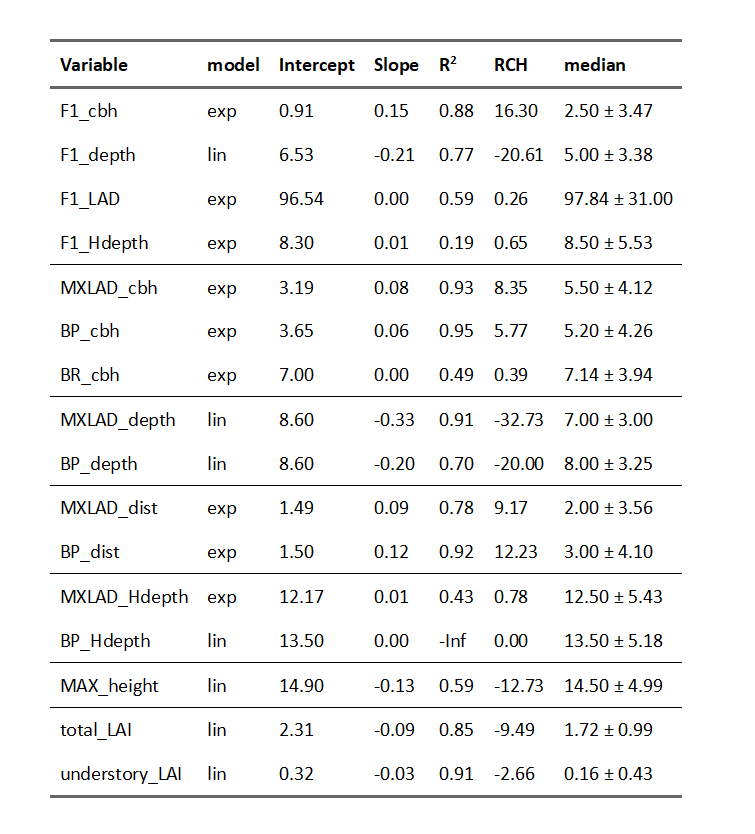 Variable model Intercept Slope R² RCH median
F1_cbh exp 0.91 0.15 0.88 16.30 2.50 ± 3.47
F1_depth lin 6.53 -0.21 0.77 -20.61 5.00 ± 3.38
F1_LAD exp 96.54 0.00 0.59 0.26 97.84 ± 31.00
F1_Hdepth exp 8.30 0.01 0.19 0.65 8.50 ± 5.53
MXLAD_cbh exp 3.19 0.08 0.93 8.35 5.50 ± 4.12
BP_cbh exp 3.65 0.06 0.95 5.77 5.20 ± 4.26
BR_cbh exp 7.00 0.00 0.49 0.39 7.14 ± 3.94
MXLAD_depth lin 8.60 -0.33 0.91 -32.73 7.00 ± 3.00
BP_depth lin 8.60 -0.20 0.70 -20.00 8.00 ± 3.25
MXLAD_dist exp 1.49 0.09 0.78 9.17 2.00 ± 3.56
BP_dist exp 1.50 0.12 0.92 12.23 3.00 ± 4.10
MXLAD_Hdepth exp 12.17 0.01 0.43 0.78 12.50 ± 5.43
BP_Hdepth lin 13.50 0.00 -Inf 0.00 13.50 ± 5.18
MAX_height lin 14.90 -0.13 0.59 -12.73 14.50 ± 4.99
total_LAI lin 2.31 -0.09 0.85 -9.49 1.72 ± 0.99
understory_LAI lin 0.32 -0.03 0.91 -2.66 0.16 ± 0.43